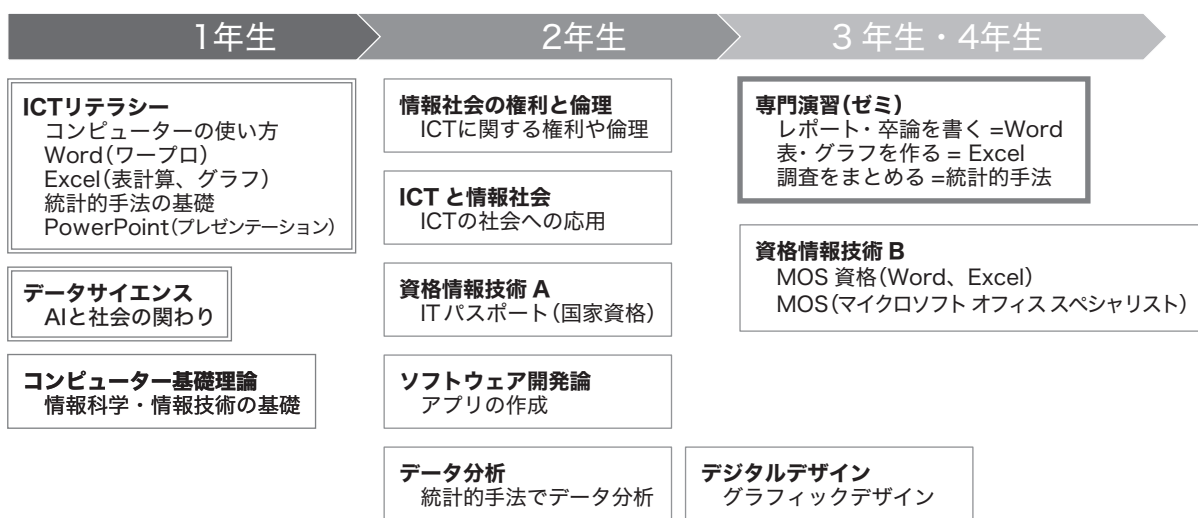 1年生
2年生
3 年生・4年生
ICTリテラシー
コンピューターの使い方
Word(ワープロ)
Excel(表計算、グラフ)
統計的手法の基礎
PowerPoint(プレゼンテーション)
データサイエンス
AIと社会の関わり
コンピューター基礎理論
情報科学・情報技術の基礎
情報社会の権利と倫理
ICTに関する権利や倫理
ICT と情報社会
ICTの社会への応用
資格情報技術 A
ITパスポート(国家資格)
ソフトウェア開発論
アプリの作成
データ分析
統計的手法でデータ分析
専門演習(ゼミ)
レポート・卒論を書く =Word
表・グラフを作る = Excel
調査をまとめる =統計的手法
資格情報技術 B
MOS 資格(Word、Excel)
MOS(マイクロソフト オフィス スペシャリスト)
デジタルデザイン
グラフィックデザイン